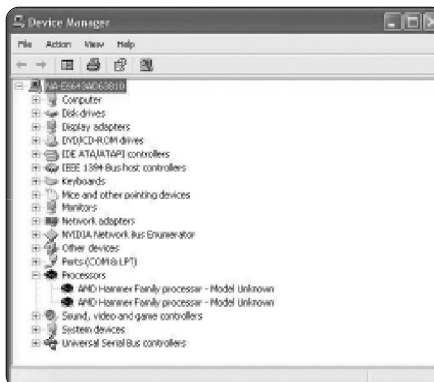 Device Manager
File Action View Help
Computer
Disk drives
Display adapters
DVD/CD-ROM drives
IDE ATA/ATAPI controllers
IEEE 1394 Bus host controllers
Keyboards
Mice and other pointing devices
Monitors
Network adapters
NVIDIA Network Bus Enumerator
Other devices
Ports (COM & LPT)
Processors
AMD Hammer Family processor - Model Unknown
AMD Hammer Family processor - Model Unknown
Sound, video and game controllers
System devices
Universal Serial Bus controllers